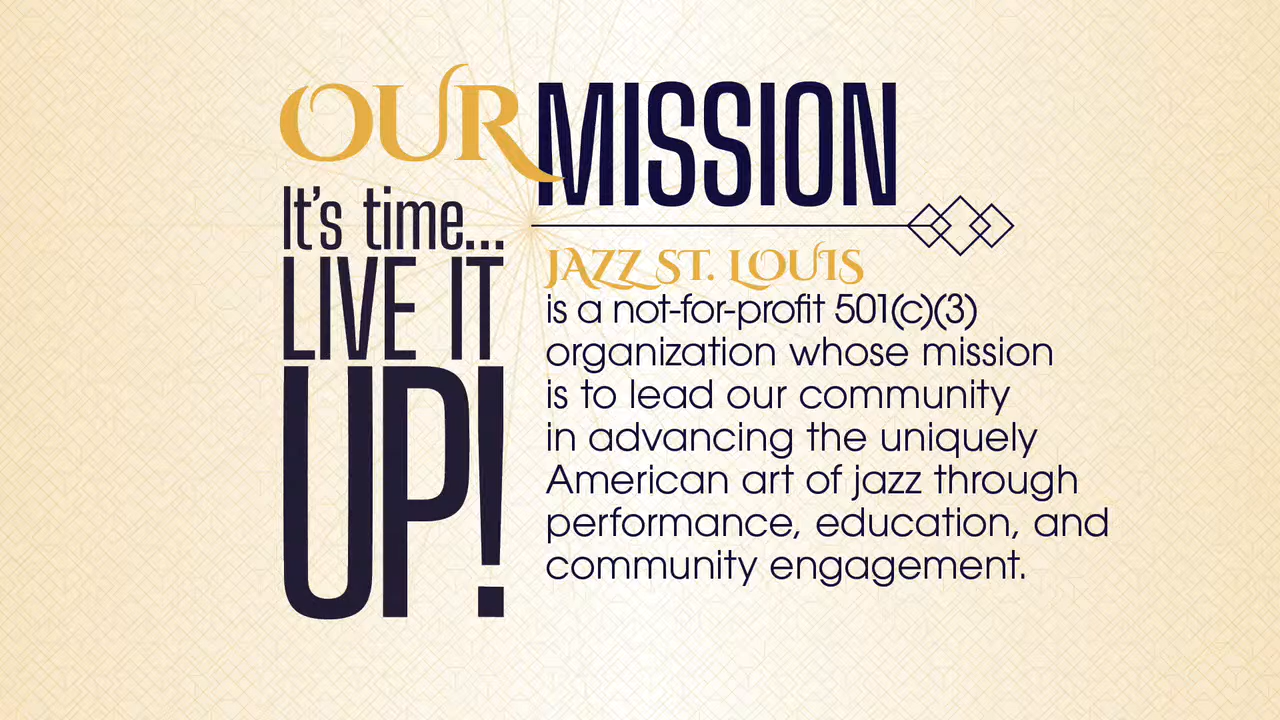 OUR MISSION
It's time...
LIVE IT
UP!
JAZZ ST. LOUIS
is a not-for-profit 501(c)(3)
organization whose mission
is to lead our community
in advancing the uniquely
American art of jazz through
performance, education, and
community engagement.